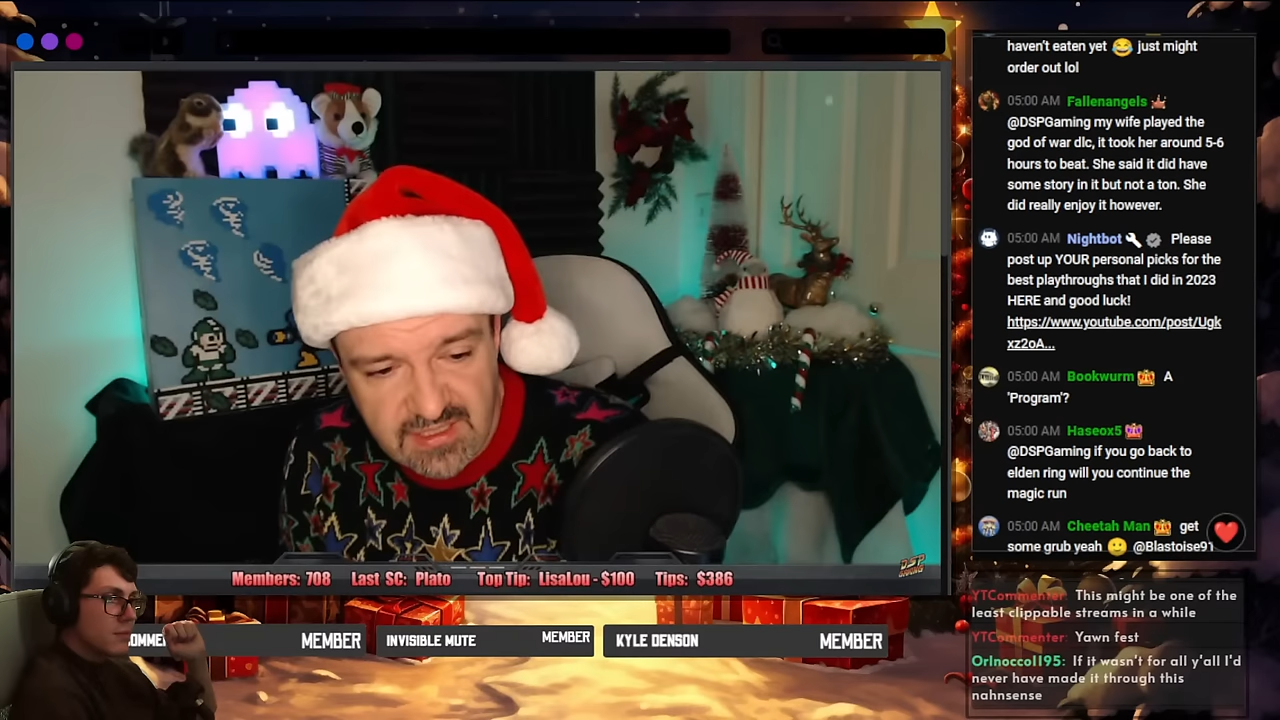 haven't eaten yet 😂 just might
order out lol
05:00 AM Fallenangels
@DSPGaming my wife played the
god of war dlc, it took her around 5-6
hours to beat. She said it did have
some story in it but not a ton. She
did really enjoy it however.
05:00 AM Nightbot Please
post up YOUR personal picks for the
best playthroughs that I did in 2023
HERE and good luck!
https://www.youtube.com/post/Ugk
xz2oA...
05:00 AM Bookwurm A
'Program'?
05:00 AM Haseox5
@DSPGaming if you go back to
elden ring will you continue the
magic run
05:00 AM Cheetah Man get
some grub yeah 🙂 @Blastoise91
DSP
GAMING
Members: 708 Last SC: Plato Top Tip: LisaLou - $100 Tips: $386
MEMBER INVISIBLE MUTE MEMBER KYLE DENSON MEMBER
YTCommenter: This might be one of the
least clippable streams in a while
YTCommenter: Yawn fest
OrInoccoII95: If it wasn't for all y'all I'd
never have made it through this
nahnsense